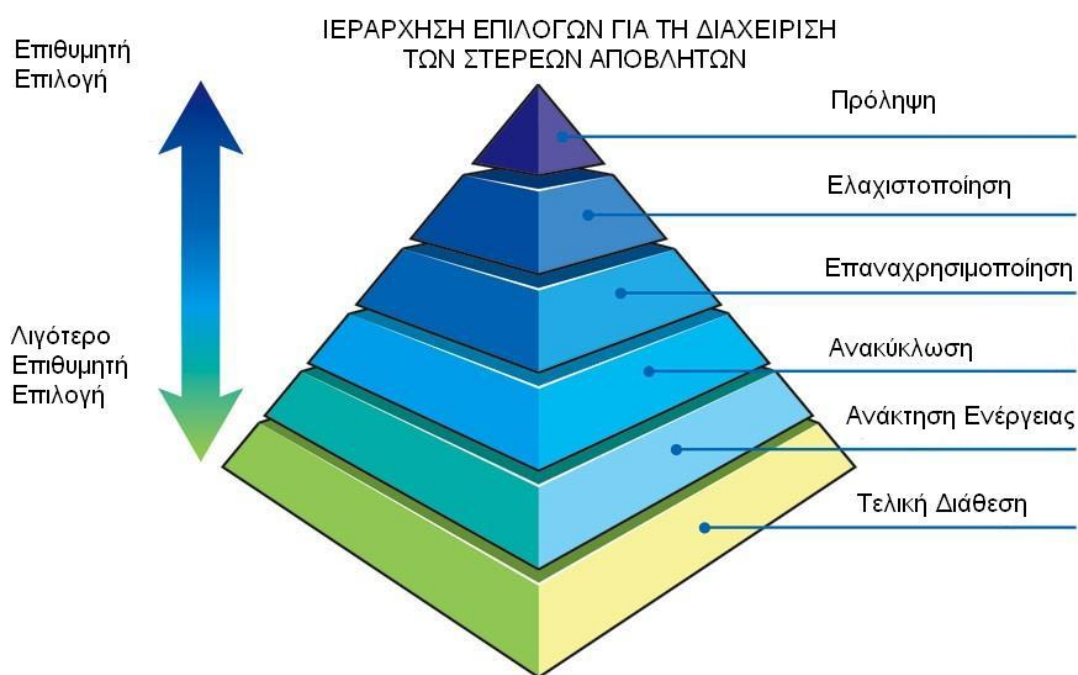 ΙΕΡΑΡΧΗΣΗ ΕΠΙΛΟΓΩΝ ΓΙΑ ΤΗ ΔΙΑΧΕΙΡΙΣΗ
ΤΩΝ ΣΤΕΡΕΩΝ ΑΠΟΒΛΗΤΩΝ
Επιθυμητή
Επιλογή
Πρόληψη
Ελαχιστοποίηση
Επαναχρησιμοποίηση
Λιγότερο
Επιθυμητή
Επιλογή
Ανακύκλωση
Ανάκτηση Ενέργειας
Τελική Διάθεση